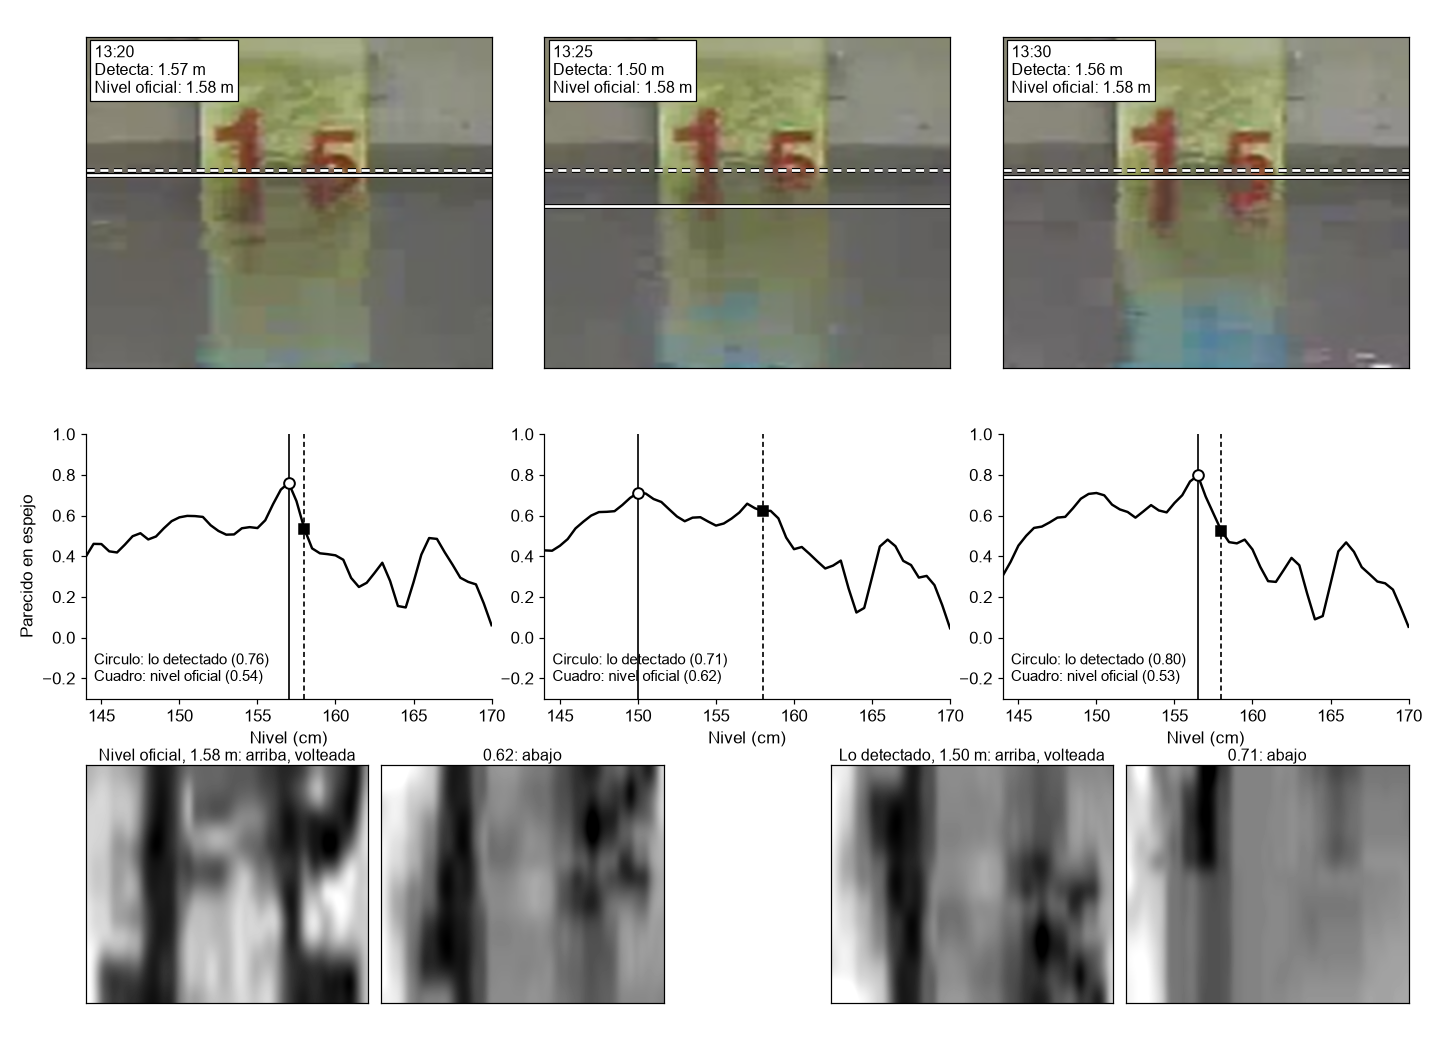 13:20
Detecta: 1.57 m
Nivel oficial: 1.58 m
13:25
Detecta: 1.50 m
Nivel oficial: 1.58 m
13:30
Detecta: 1.56 m
Nivel oficial: 1.58 m
1 5
1 5
1 5
Parecido en espejo
1.0
0.8
0.6
0.4
0.2
0.0
−0.2
Circulo: lo detectado (0.76)
Cuadro: nivel oficial (0.54)
145 150 155 160 165 170
Nivel (cm)
1.0
0.8
0.6
0.4
0.2
0.0
−0.2
Circulo: lo detectado (0.71)
Cuadro: nivel oficial (0.62)
145 150 155 160 165 170
Nivel (cm)
1.0
0.8
0.6
0.4
0.2
0.0
−0.2
Circulo: lo detectado (0.80)
Cuadro: nivel oficial (0.53)
145 150 155 160 165 170
Nivel (cm)
Nivel oficial, 1.58 m: arriba, volteada
0.62: abajo
Lo detectado, 1.50 m: arriba, volteada
0.71: abajo